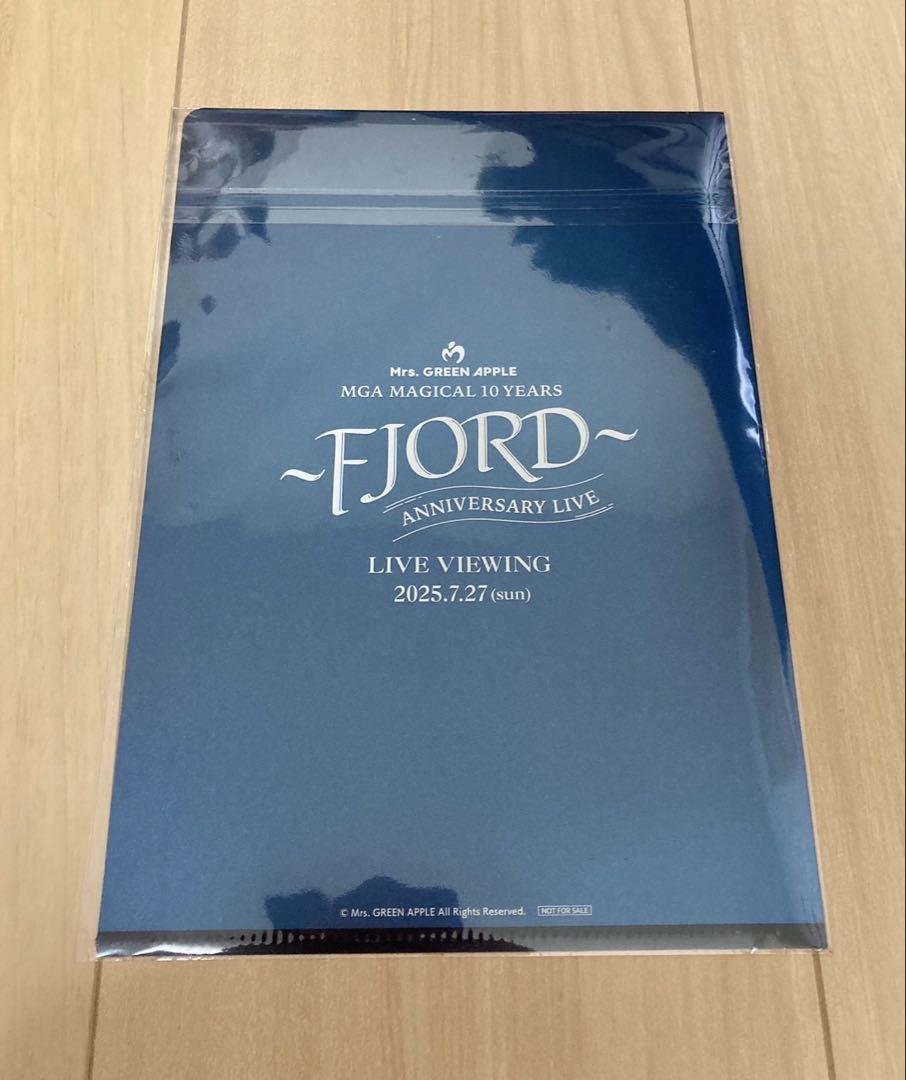 Mrs. GREEN APPLE
MGA MAGICAL 10 YEARS
~FJORD~
ANNIVERSARY LIVE
LIVE VIEWING
2025.7.27 (sun)
© Mrs. GREEN APPLE All Rights Reserved. NOT FOR SALE